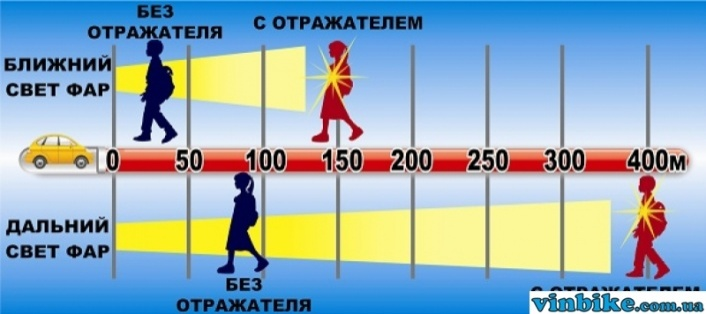 БЕЗ
ОТРАЖАТЕЛЯ
С ОТРАЖАТЕЛЕМ
БЛИЖНИЙ
СВЕТ ФАР
0 50 100 150 200 250 300 400м
ДАЛЬНИЙ
СВЕТ ФАР
БЕЗ
ОТРАЖАТЕЛЯ
С ОТРАЖАТЕЛЕМ
vinbike.com.ua